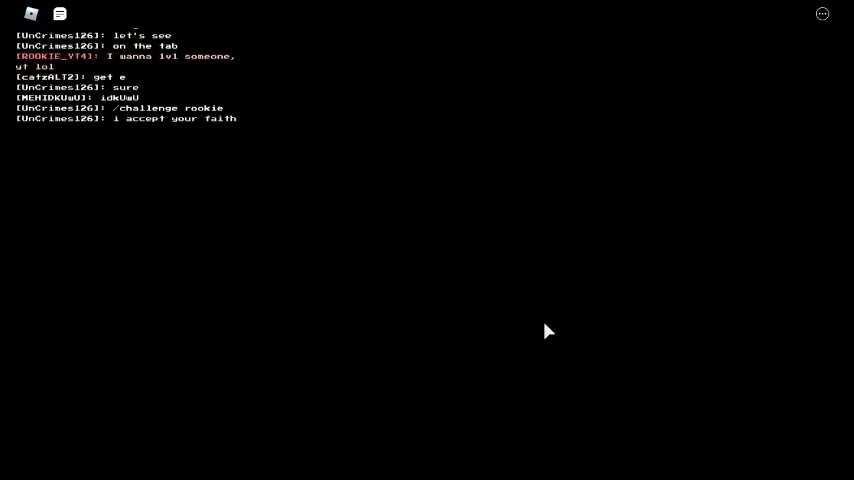 [UnCrimes126]: let's see
[UnCrimes126]: on the tab
[ROOKIE_YT4]: I wanna 1v1 someone,
yt lol
[catzALT2]: get e
[UnCrimes126]: sure
[MEHIDKUwU]: idkUwU
[UnCrimes126]: /challenge rookie
[UnCrimes126]: i accept your faith